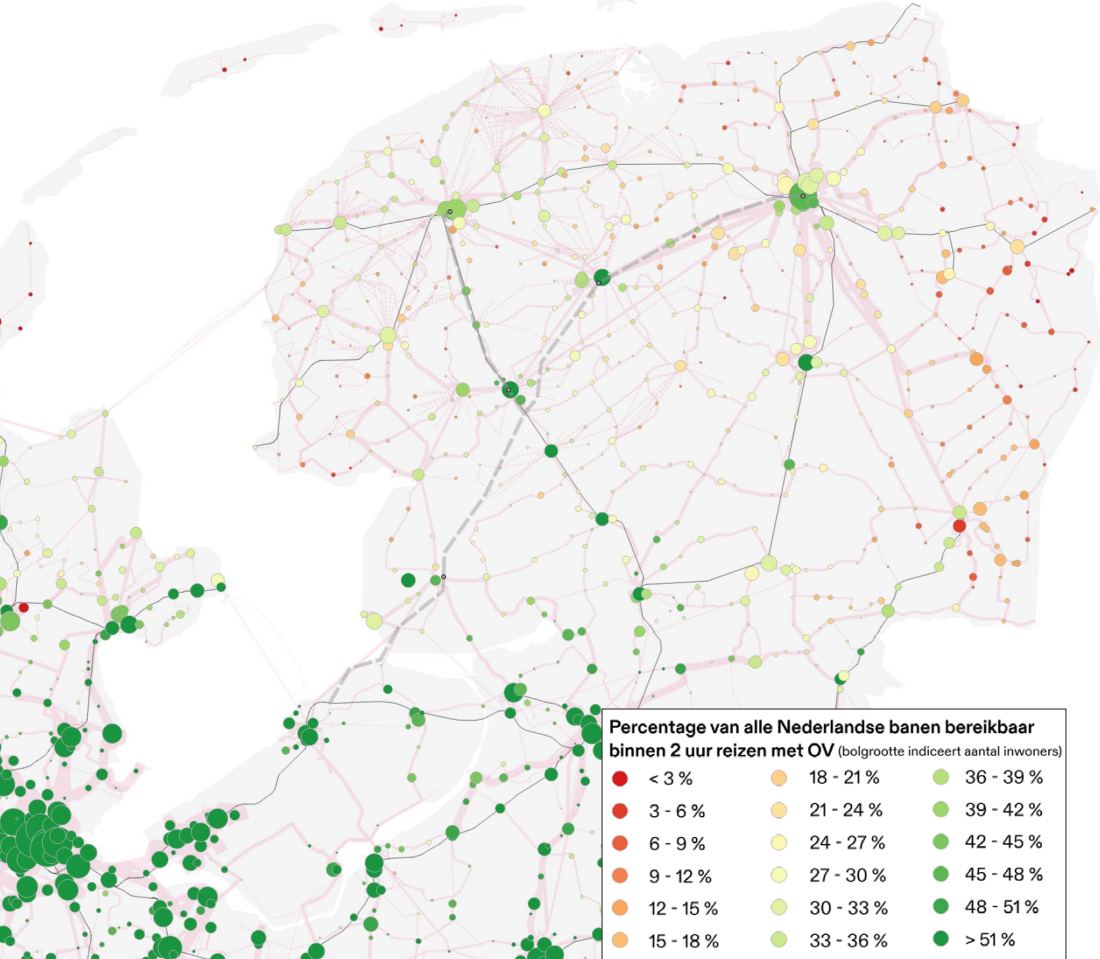 Percentage van alle Nederlandse banen bereikbaar
binnen 2 uur reizen met OV (bolgrootte indiceert aantal inwoners)
< 3 %
3 - 6 %
6 - 9 %
9 - 12 %
12 - 15 %
15 - 18 %
18 - 21 %
21 - 24 %
24 - 27 %
27 - 30 %
30 - 33 %
33 - 36 %
36 - 39 %
39 - 42 %
42 - 45 %
45 - 48 %
48 - 51 %
> 51 %